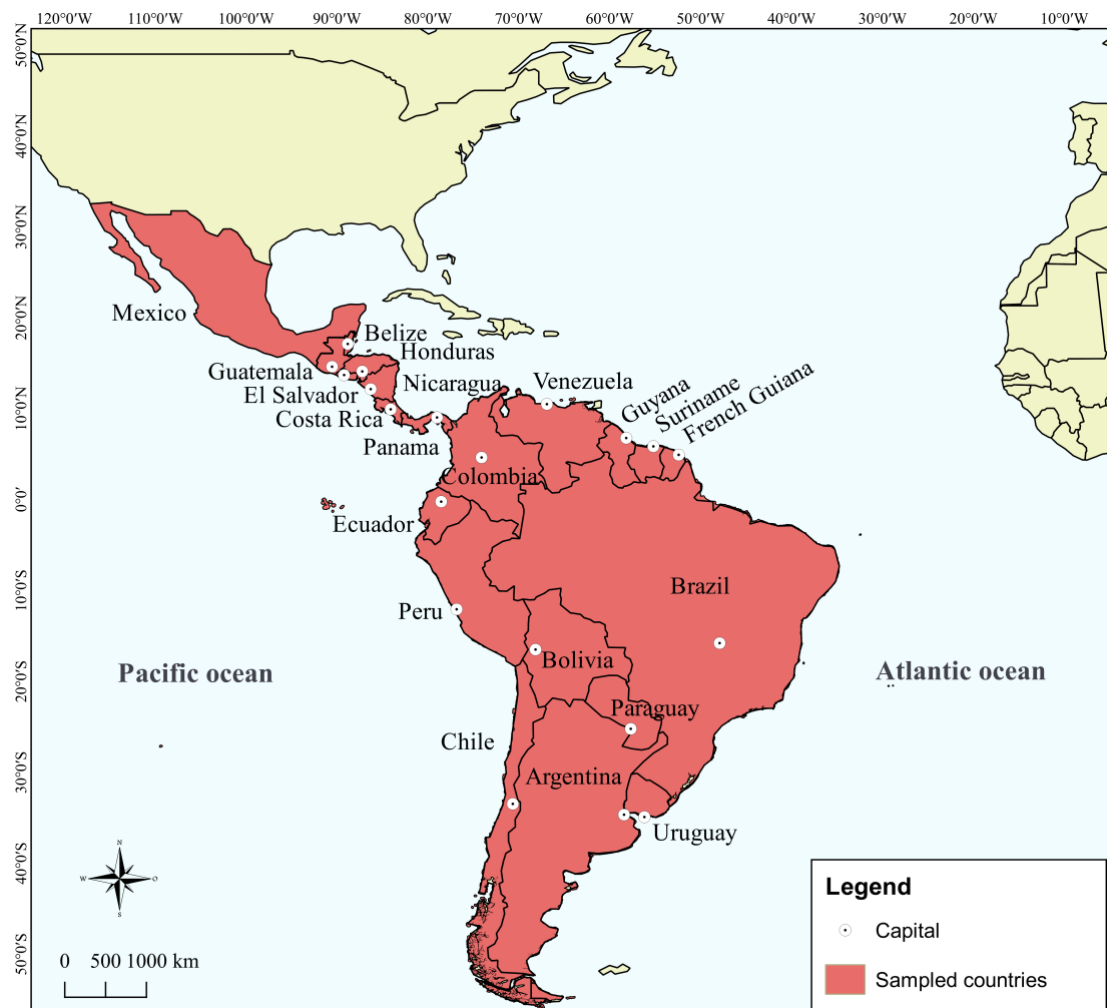 120°0'W 110°0'W 100°0'W 90°0'W 80°0'W 70°0'W 60°0'W 50°0'W 40°0'W 30°0'W 20°0'W 10°0'W
50°0'N
40°0'N
30°0'N
20°0'N
10°0'N
0°0'
10°0'S
20°0'S
30°0'S
40°0'S
50°0'S
Mexico
Belize
Honduras
Guatemala
Nicaragua
El Salvador
Costa Rica
Panama
Venezuela
Guyana
Suriname
French Guiana
Colombia
Ecuador
Brazil
Peru
Bolivia
Pacific ocean
Atlantic ocean
Paraguay
Chile
Argentina
Uruguay
N
W O
S
0 500 1000 km
Legend
Capital
Sampled countries